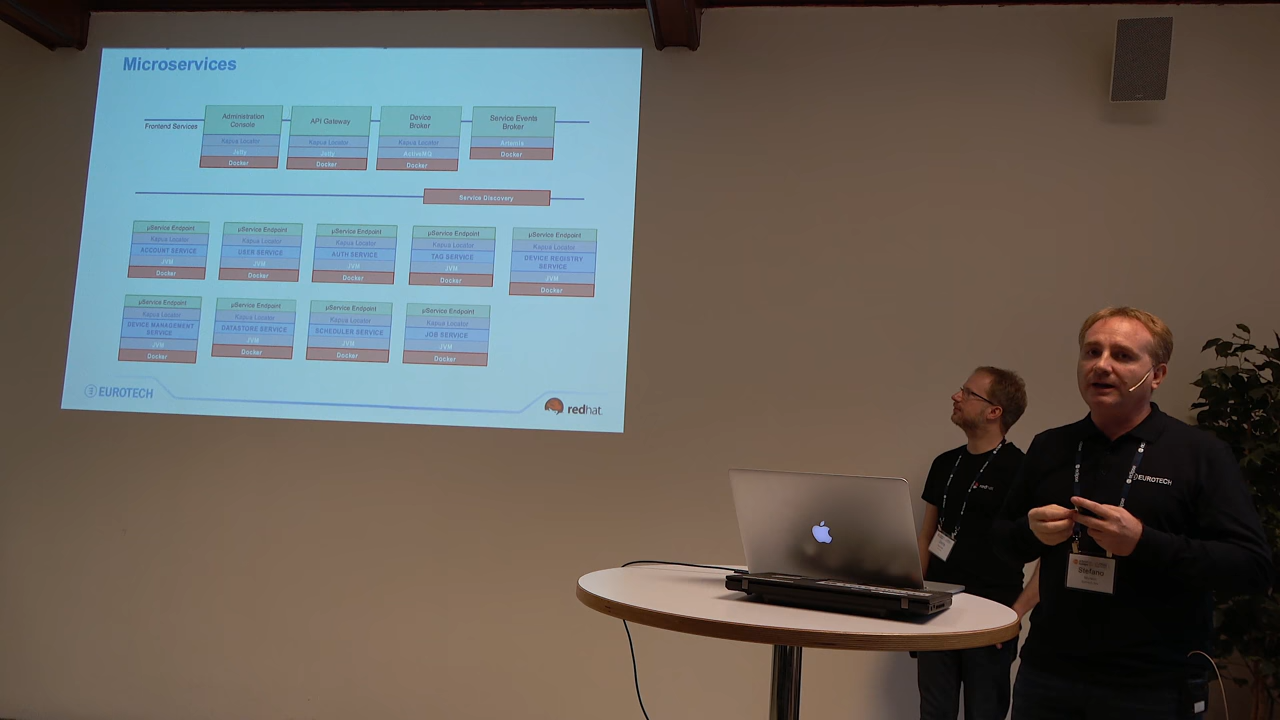 Microservices
Frontend Services
Administration
Console
Kapua Locator
Jetty
Docker
API Gateway
Kapua Locator
Jetty
Docker
Device
Broker
Kapua Locator
ActiveMQ
Docker
Service Events
Broker
Artemis
Docker
Service Discovery
µService Endpoint
Kapua Locator
ACCOUNT SERVICE
JVM
Docker
µService Endpoint
Kapua Locator
USER SERVICE
JVM
Docker
µService Endpoint
Kapua Locator
AUTH SERVICE
JVM
Docker
µService Endpoint
Kapua Locator
TAG SERVICE
JVM
Docker
µService Endpoint
Kapua Locator
DEVICE REGISTRY
SERVICE
JVM
Docker
µService Endpoint
Kapua Locator
DEVICE MANAGEMENT
SERVICE
JVM
Docker
µService Endpoint
Kapua Locator
DATASTORE SERVICE
JVM
Docker
µService Endpoint
Kapua Locator
SCHEDULER SERVICE
JVM
Docker
µService Endpoint
Kapua Locator
JOB SERVICE
JVM
Docker
EUROTECH
redhat.
redhat
EUROTECH
Stefano